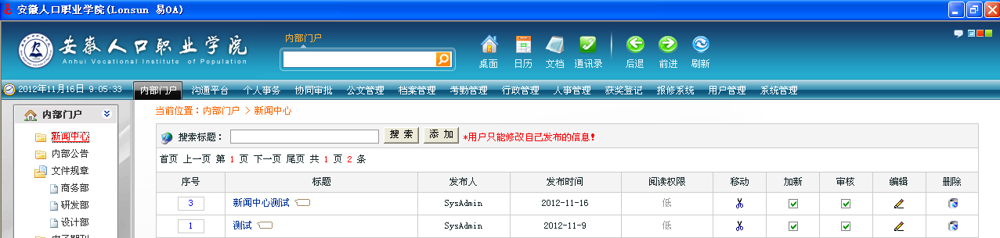 安徽人口职业学院(Lonsun 易OA)
安徽人口职业学院
Anhui Vocational Institute of Population
内部门户
桌面 日历 文档 通讯录 后退 前进 刷新
2012年11月16日 9:05:33 内部门户 沟通平台 个人事务 协同审批 公文管理 档案管理 考勤管理 行政管理 人事管理 获奖登记 报修系统 用户管理 系统管理
内部门户
新闻中心
内部公告
文件规章
商务部
研发部
设计部
当前位置：内部门户 > 新闻中心
搜索标题： 搜 索 添 加 *用户只能修改自己发布的信息!
首页 上一页 第 1 页 下一页 尾页 共 1 页 2 条
序号 标题 发布人 发布时间 阅读权限 移动 加新 审核 编辑 删除
3 新闻中心测试 SysAdmin 2012-11-16 低
1 测试 SysAdmin 2012-11-9 低